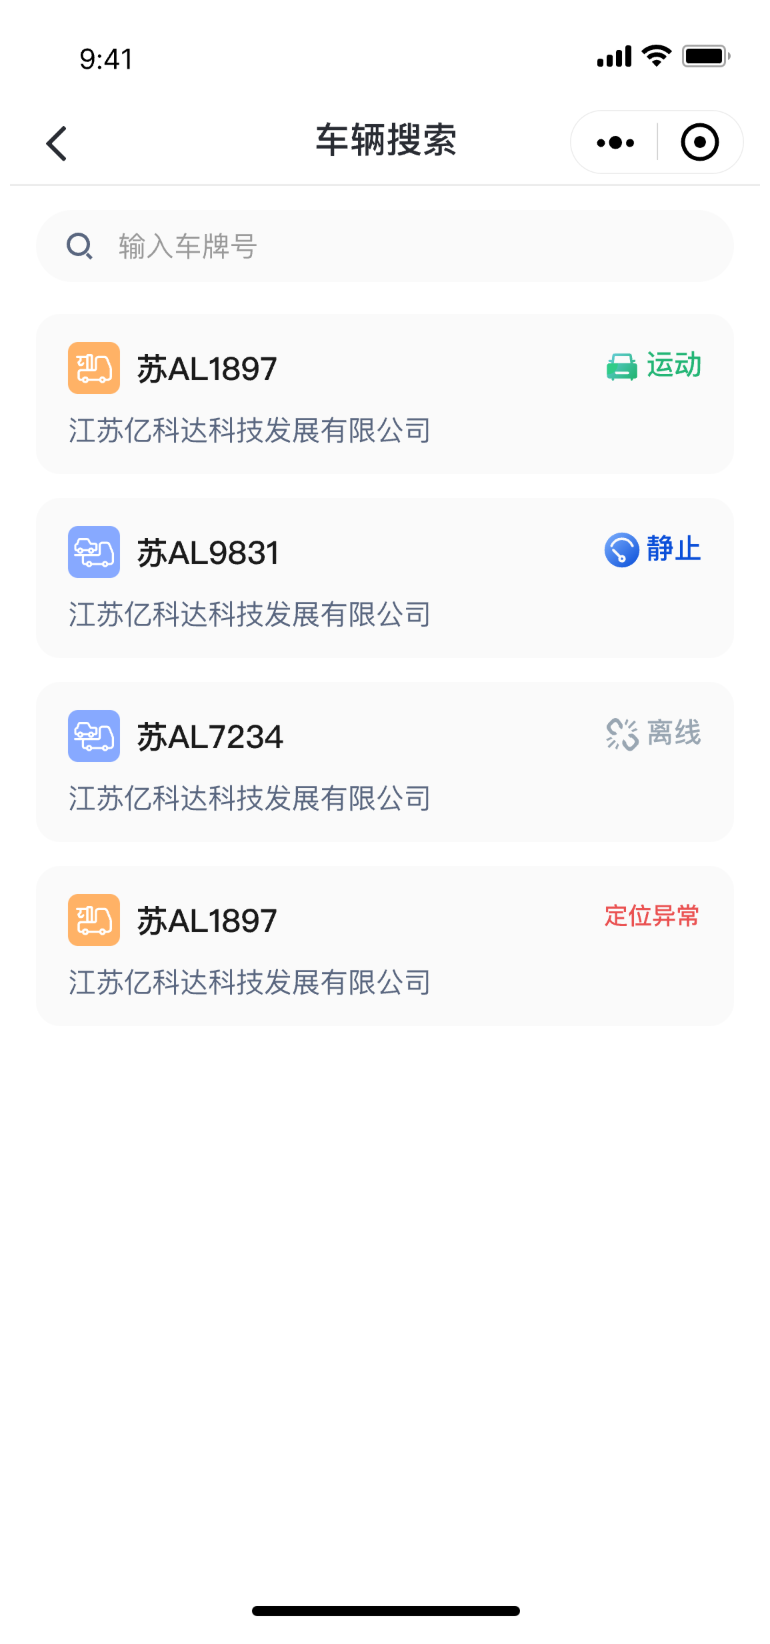 9:41
车辆搜索
输入车牌号
苏AL1897
运动
江苏亿科达科技发展有限公司
苏AL9831
静止
江苏亿科达科技发展有限公司
苏AL7234
离线
江苏亿科达科技发展有限公司
苏AL1897
定位异常
江苏亿科达科技发展有限公司